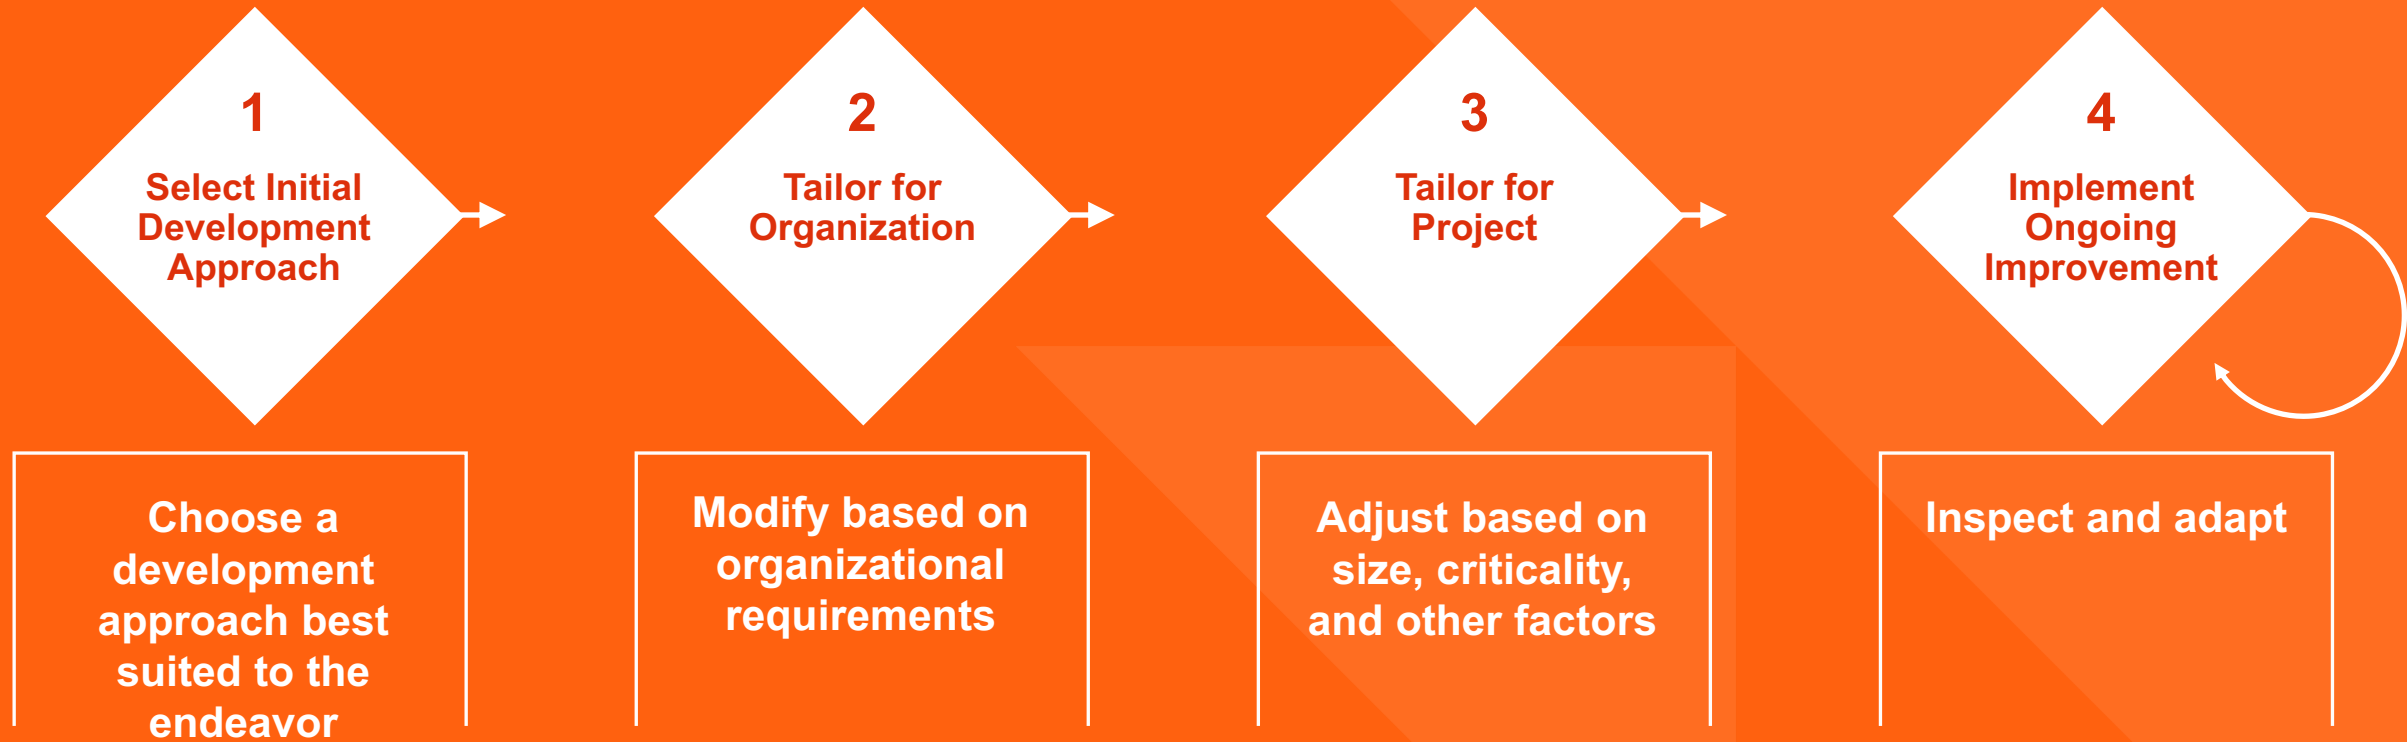 1
Select Initial
Development
Approach
2
Tailor for
Organization
3
Tailor for
Project
4
Implement
Ongoing
Improvement
Choose a
development
approach best
suited to the
endeavor
Modify based on
organizational
requirements
Adjust based on
size, criticality,
and other factors
Inspect and adapt